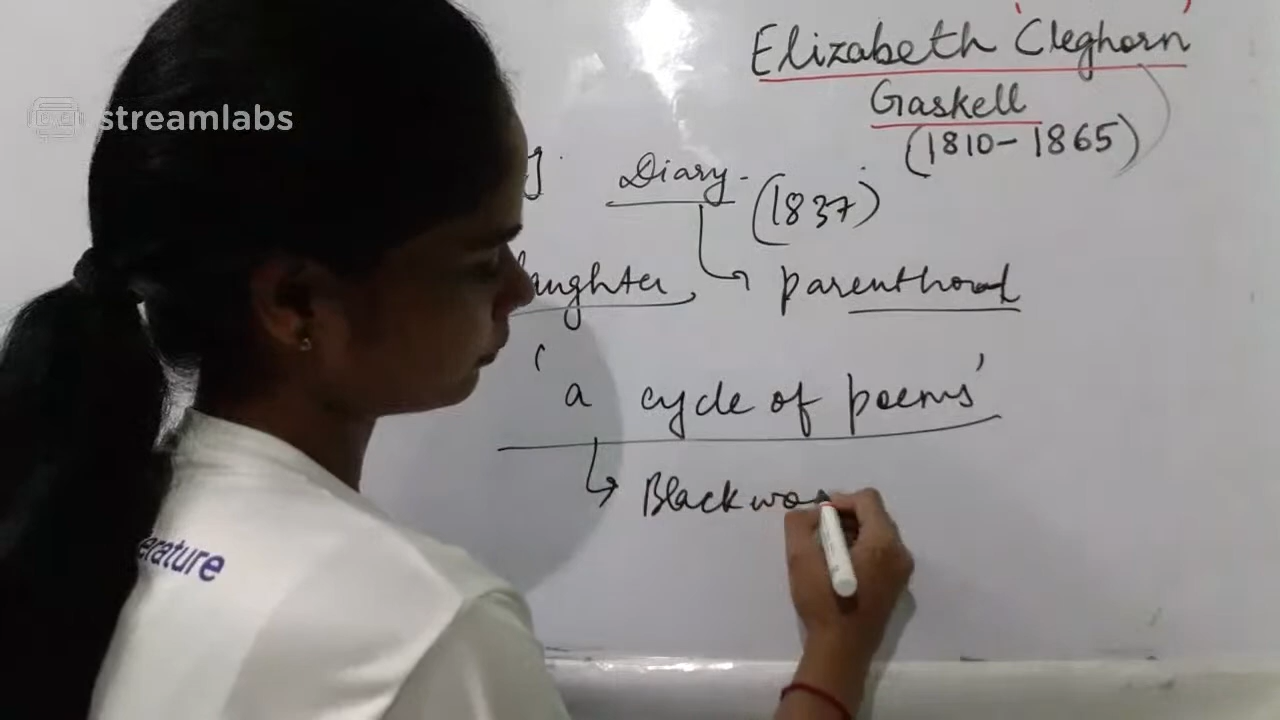 Elizabeth 'Cleghorn'
Gaskell
(1810-1865)
streamlabs
Diary. (1837)
aughter parenthood
'a cycle of poems'
Blackwo
erature